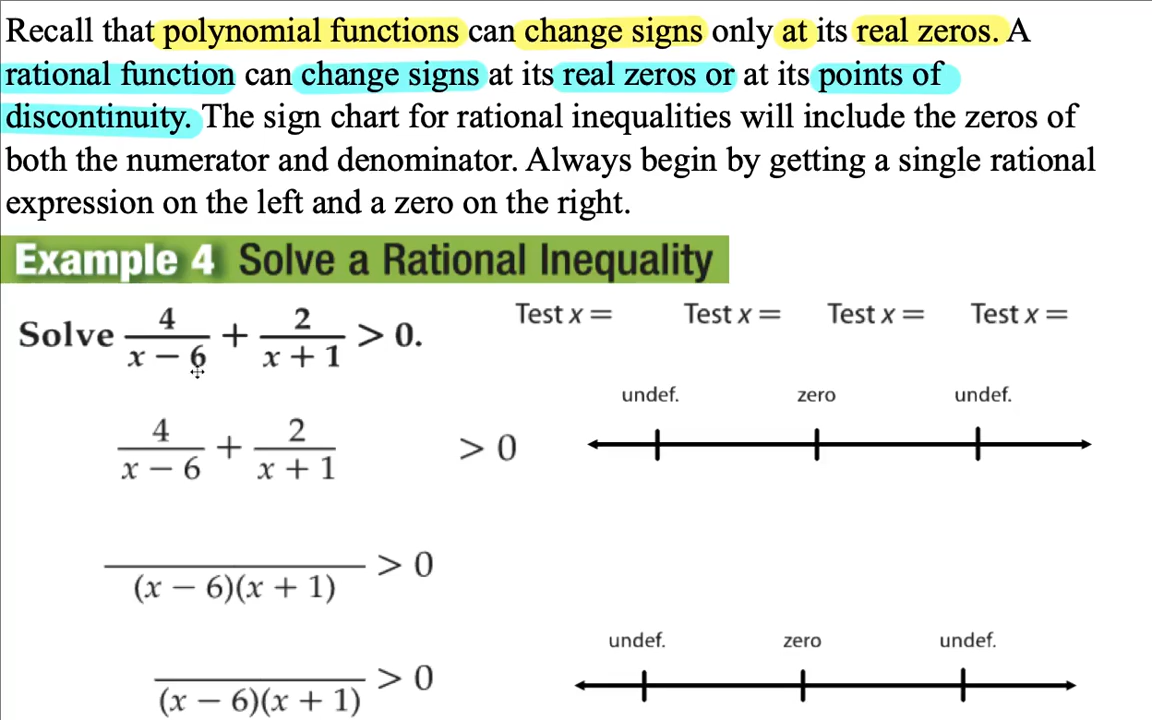 Recall that polynomial functions can change signs only at its real zeros. A
rational function can change signs at its real zeros or at its points of
discontinuity. The sign chart for rational inequalities will include the zeros of
both the numerator and denominator. Always begin by getting a single rational
expression on the left and a zero on the right.
Example 4 Solve a Rational Inequality
Solve 4/(x − 6) + 2/(x + 1) > 0.
Test x = Test x = Test x = Test x =
undef. zero undef.
4/(x − 6) + 2/(x + 1) > 0
/(x − 6)(x + 1) > 0
undef. zero undef.
/(x − 6)(x + 1) > 0